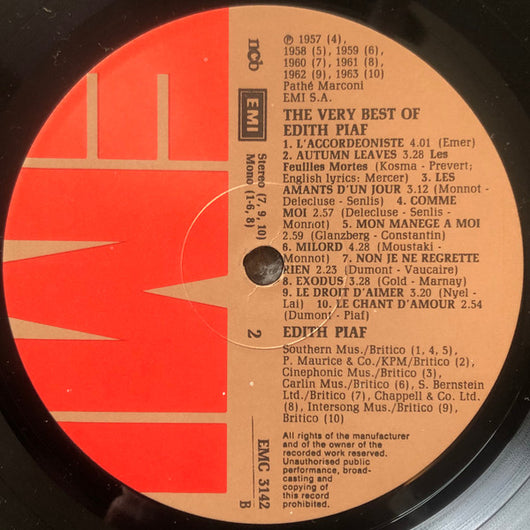 ℗ 1957 (4),
1958 (5), 1959 (6),
1960 (7), 1961 (8)
1962 (9), 1963 (10)
Pathé Marconi
EMI S.A.
THE VERY BEST OF
EDITH PIAF
1. L'ACCORDEONISTE 4.01 (Emer)
2. AUTUMN LEAVES 3.28 Les
Feuilles Mortes (Kosma - Prevert;
English lyrics: Mercer) 3. LES
AMANTS D'UN JOUR 3.12 (Monnot -
Delecluse - Senlis) 4. COMME
MOI 2.57 (Delecluse - Senlis -
Monnot) 5. MON MANEGE A MOI
2.59 (Glanzberg - Constantin)
6. MILORD 4.28 (Moustaki -
Monnot) 7. NON JE NE REGRETTE
RIEN 2.23 (Dumont - Vaucaire)
8. EXODUS 3.28 (Gold - Marnay)
9. LE DROIT D'AIMER 3.20 (Nyel -
Lai) 10. LE CHANT D'AMOUR 2.54
(Dumont - Piaf)
EDITH PIAF
Southern Mus./Britico (1, 4, 5),
P. Maurice & Co./KPM/Britico (2),
Cinephonic Mus./Britico (3),
Carlin Mus./Britico (6), S. Bernstein
Ltd./Britico (7), Chappell & Co. Ltd.
(8), Intersong Mus./Britico (9),
Britico (10)
All rights of the manufacturer
and of the owner of the
recorded work reserved.
Unauthorised public
performance, broad-
casting and
copying of
this record
prohibited.
ncb
EMI
Stereo (7, 9, 10)
Mono (1-6, 8)
2
EMC 3142
B
EMI